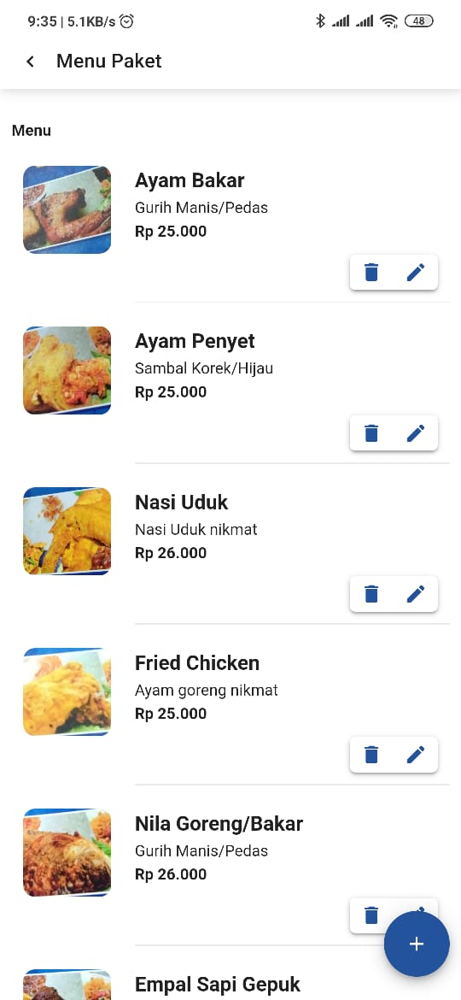 9:35 | 5.1KB/s
48
Menu Paket
Menu
Ayam Bakar
Gurih Manis/Pedas
Rp 25.000
Ayam Penyet
Sambal Korek/Hijau
Rp 25.000
Nasi Uduk
Nasi Uduk nikmat
Rp 26.000
Fried Chicken
Ayam goreng nikmat
Rp 25.000
Nila Goreng/Bakar
Gurih Manis/Pedas
Rp 26.000
Empal Sapi Gepuk